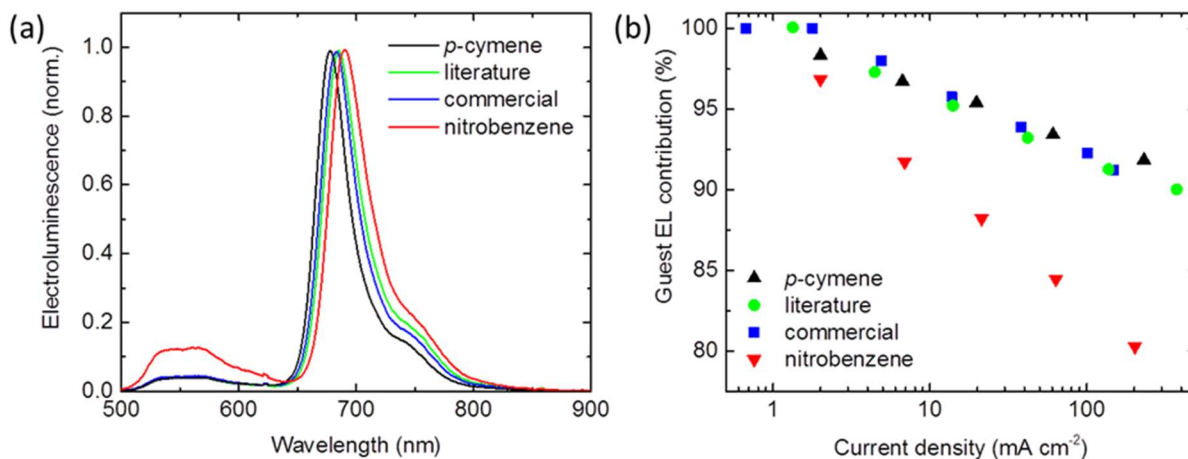 (a)
Electroluminescence (norm.)
1.0
0.8
0.6
0.4
0.2
0.0
p-cymene
literature
commercial
nitrobenzene
500
600
700
800
900
Wavelength (nm)
(b)
Guest EL contribution (%)
100
95
90
85
80
p-cymene
literature
commercial
nitrobenzene
1
10
100
Current density (mA cm⁻²)